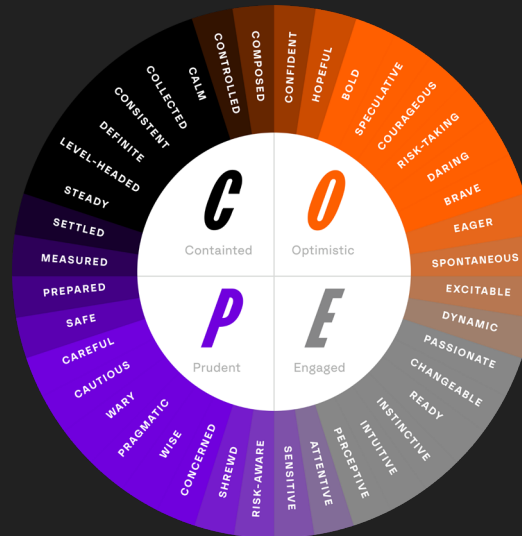 CONTROLLED
COMPOSED
CONFIDENT
HOPEFUL
BOLD
SPECULATIVE
COURAGEOUS
RISK-TAKING
DARING
BRAVE
EAGER
SPONTANEOUS
EXCITABLE
DYNAMIC
PASSIONATE
CHANGEABLE
READY
INSTINCTIVE
INTUITIVE
PERCEPTIVE
ATTENTIVE
SENSITIVE
RISK-AWARE
SHREWD
CONCERNED
WISE
PRAGMATIC
WARY
CAUTIOUS
CAREFUL
SAFE
PREPARED
MEASURED
SETTLED
STEADY
LEVEL-HEADED
DEFINITE
CONSISTENT
COLLECTED
CALM
C
Containted
O
Optimistic
P
Prudent
E
Engaged